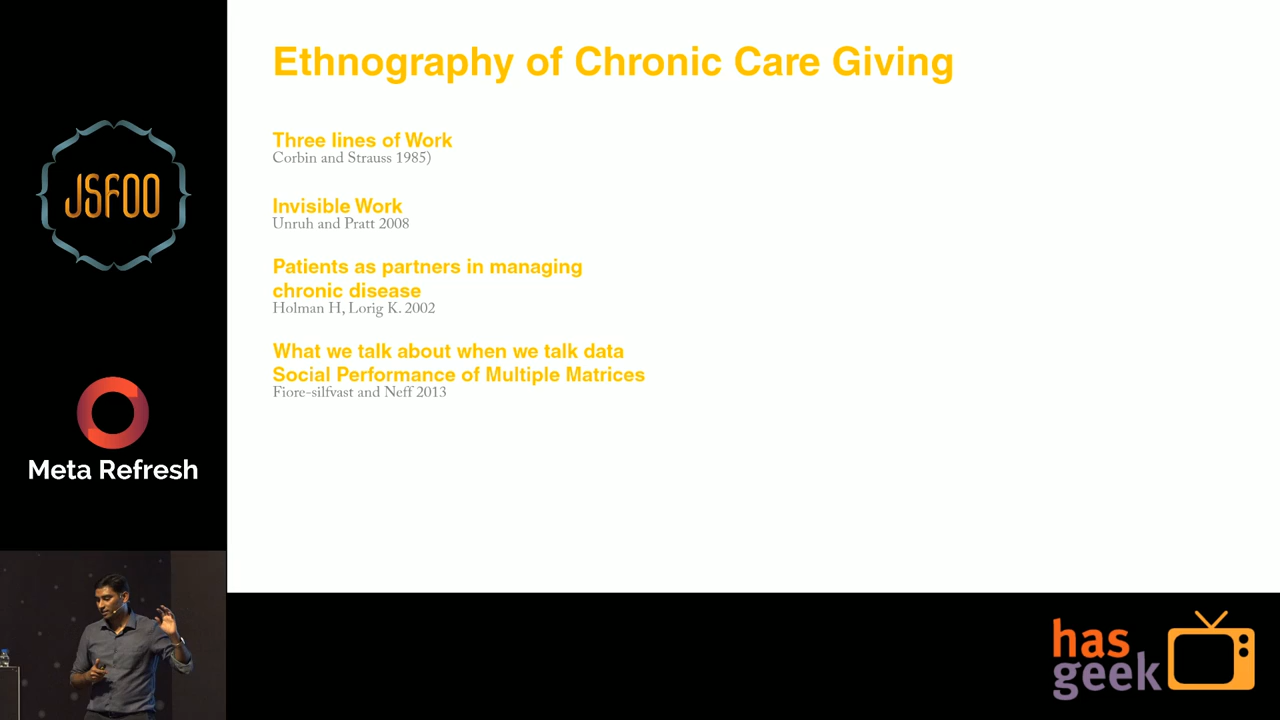 Ethnography of Chronic Care Giving
Three lines of Work
Corbin and Strauss 1985)
Invisible Work
Unruh and Pratt 2008
Patients as partners in managing
chronic disease
Holman H, Lorig K. 2002
What we talk about when we talk data
Social Performance of Multiple Matrices
Fiore-silfvast and Neff 2013
JSFOO
Meta Refresh
has
geek